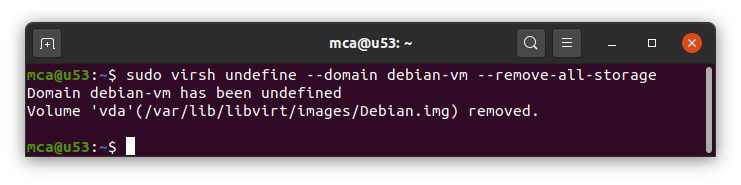 mca@u53: ~
mca@u53:~$ sudo virsh undefine --domain debian-vm --remove-all-storage
Domain debian-vm has been undefined
Volume 'vda'(/var/lib/libvirt/images/Debian.img) removed.
mca@u53:~$